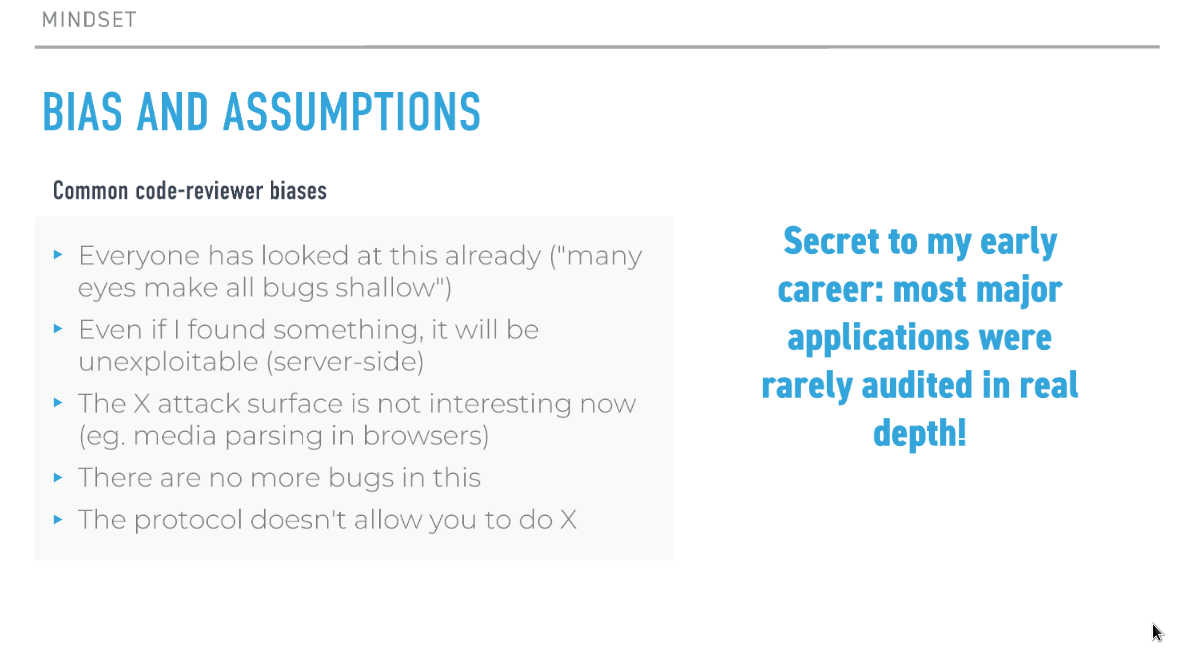 MINDSET
BIAS AND ASSUMPTIONS
Common code-reviewer biases
▸ Everyone has looked at this already ("many
eyes make all bugs shallow")
▸ Even if I found something, it will be
unexploitable (server-side)
▸ The X attack surface is not interesting now
(eg. media parsing in browsers)
▸ There are no more bugs in this
▸ The protocol doesn't allow you to do X
Secret to my early
career: most major
applications were
rarely audited in real
depth!